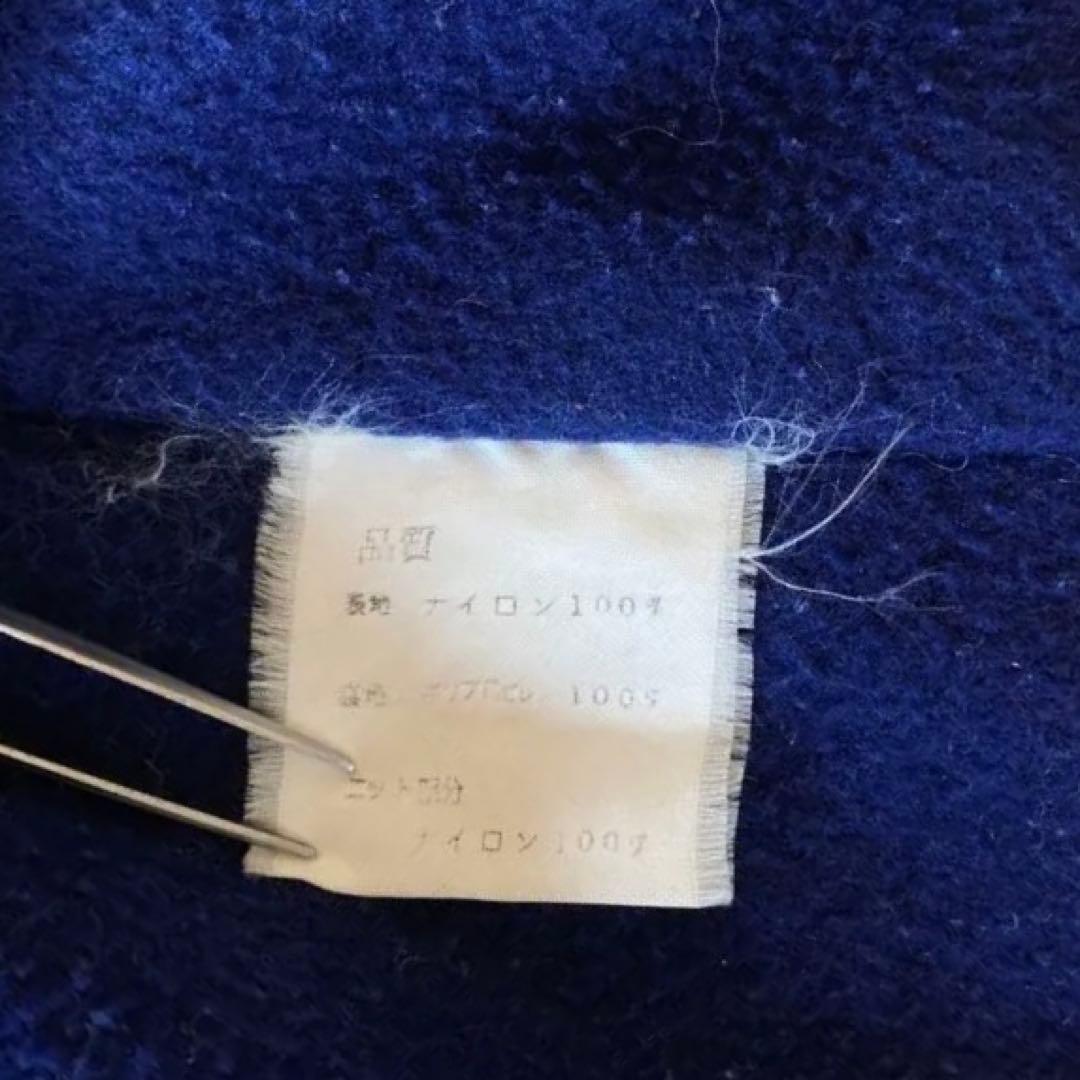 品質
表地 ナイロン100%
裏地 ポリプロピレ 100%
ニット部分
ナイロン100%